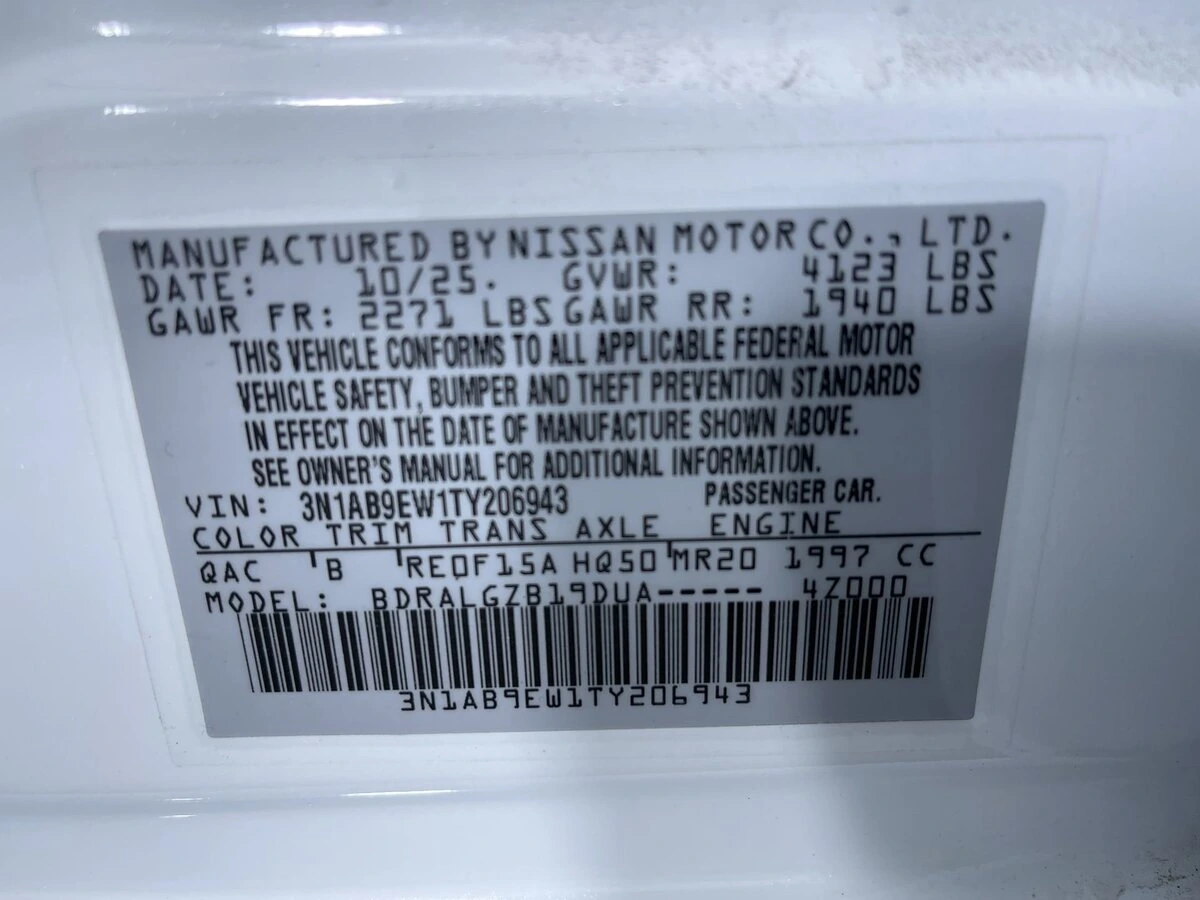 MANUFACTURED BY NISSAN MOTOR CO., LTD.
DATE: 10/25. GVWR: 4123 LBS
GAWR FR: 2271 LBS GAWR RR: 1940 LBS
THIS VEHICLE CONFORMS TO ALL APPLICABLE FEDERAL MOTOR
VEHICLE SAFETY, BUMPER AND THEFT PREVENTION STANDARDS
IN EFFECT ON THE DATE OF MANUFACTURE SHOWN ABOVE.
SEE OWNER'S MANUAL FOR ADDITIONAL INFORMATION.
VIN: 3N1AB9EW1TY206943 PASSENGER CAR.
COLOR TRIM TRANS AXLE ENGINE
QAC B RE0F15A HQ50 MR20 1997 CC
MODEL: BDRALGZB19DUA----- 4Z000
3N1AB9EW1TY206943